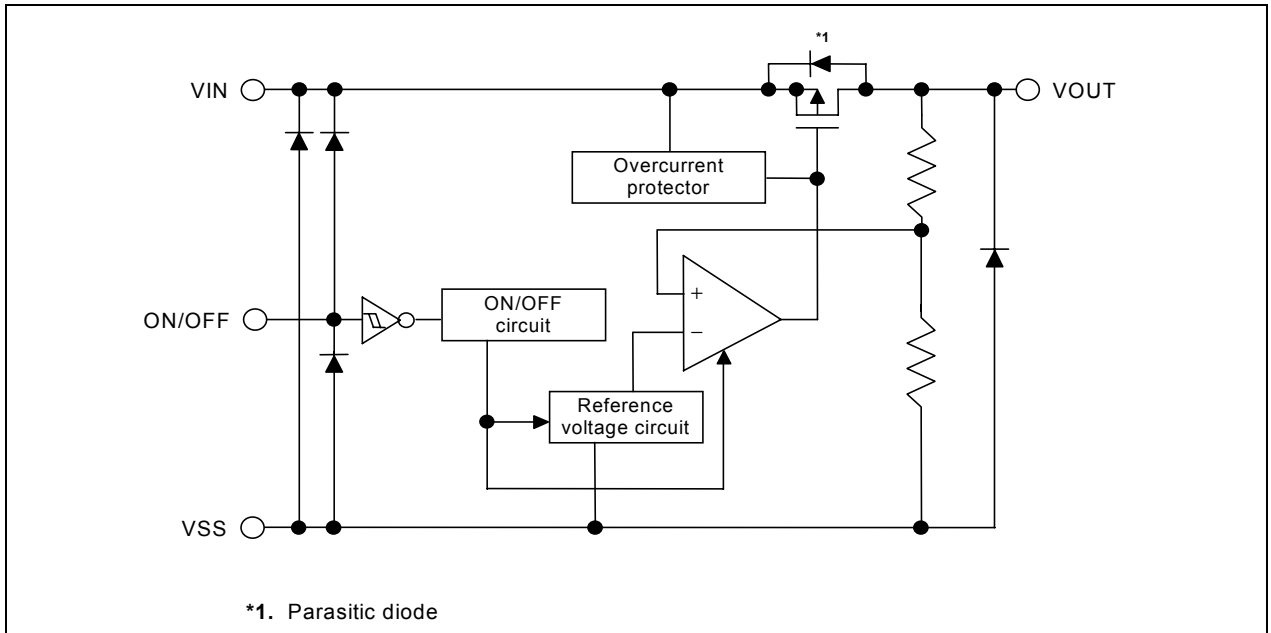 *1
VIN
VOUT
Overcurrent
protector
+
−
ON/OFF
ON/OFF
circuit
Reference
voltage circuit
VSS
*1. Parasitic diode